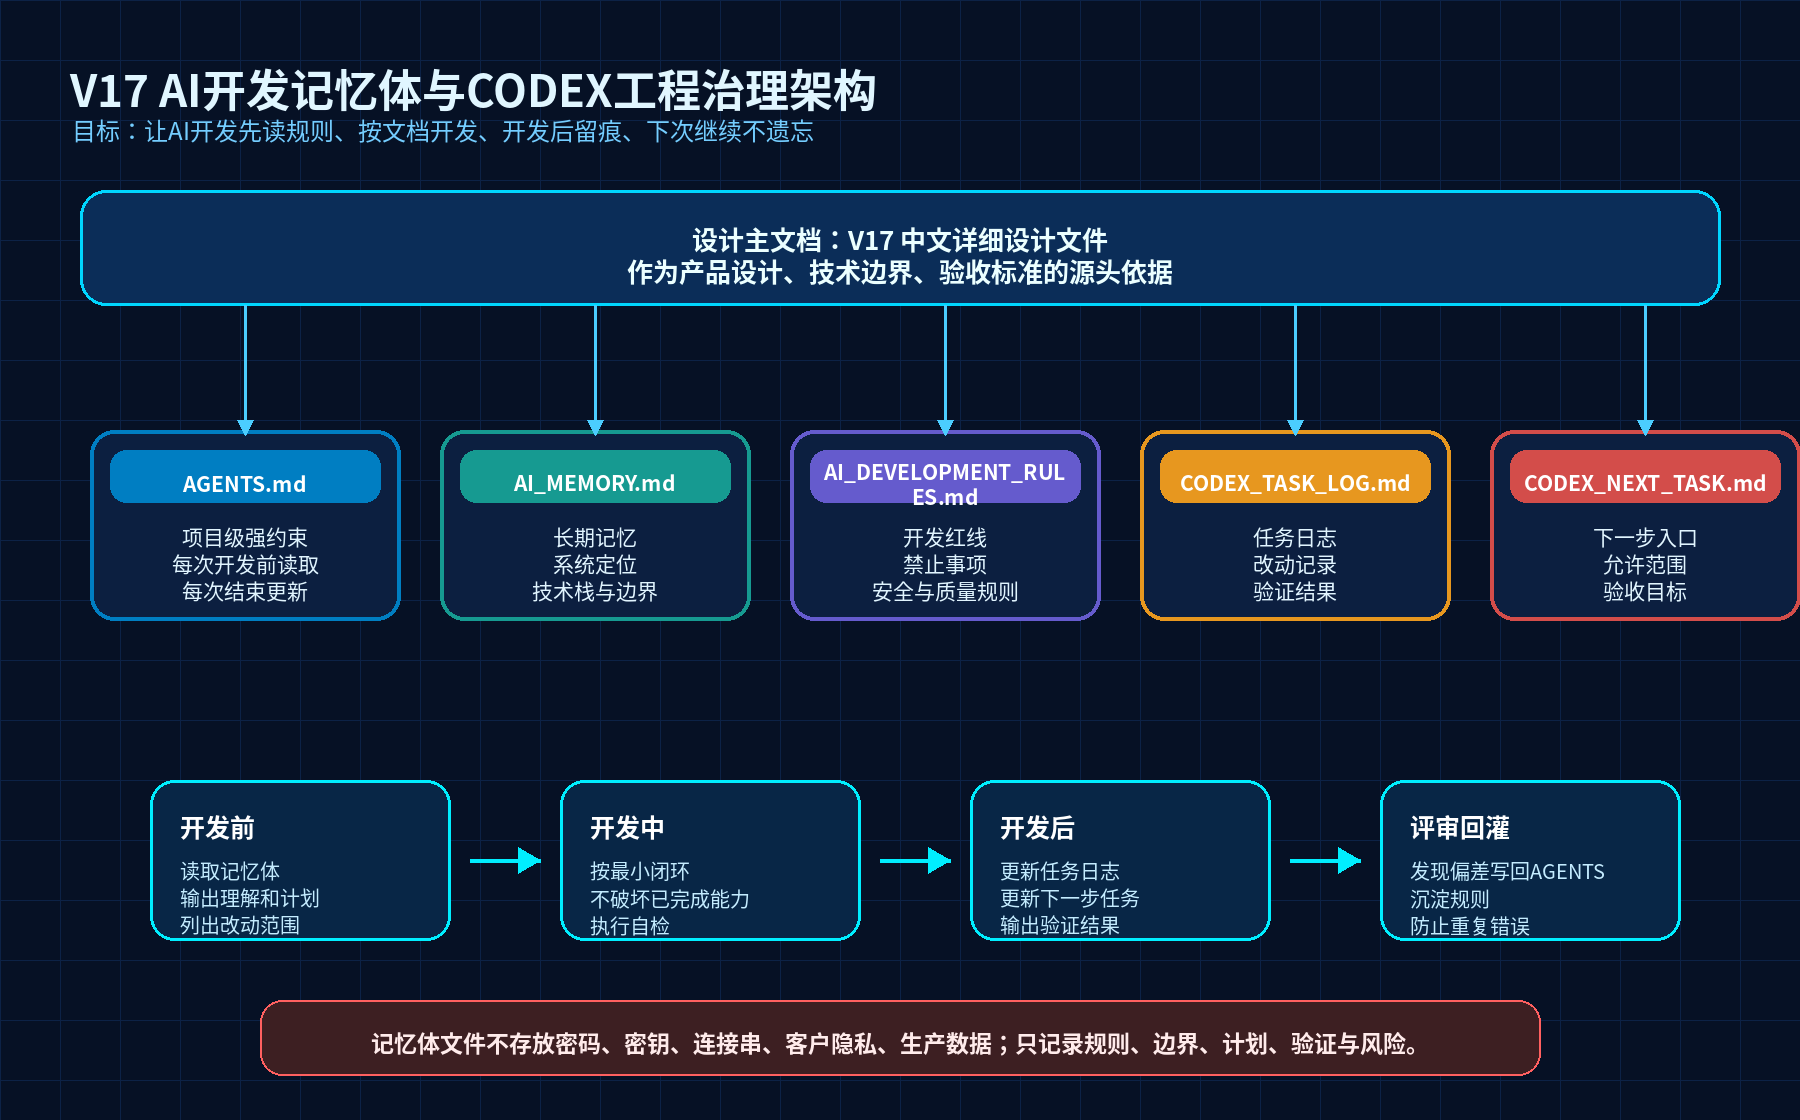 V17 AI开发记忆体与CODEX工程治理架构
目标：让AI开发先读规则、按文档开发、开发后留痕、下次继续不遗忘
设计主文档：V17 中文详细设计文件
作为产品设计、技术边界、验收标准的源头依据
AGENTS.md
项目级强约束
每次开发前读取
每次结束更新
AI_MEMORY.md
长期记忆
系统定位
技术栈与边界
AI_DEVELOPMENT_RUL
ES.md
开发红线
禁止事项
安全与质量规则
CODEX_TASK_LOG.md
任务日志
改动记录
验证结果
CODEX_NEXT_TASK.md
下一步入口
允许范围
验收目标
开发前
读取记忆体
输出理解和计划
列出改动范围
开发中
按最小闭环
不破坏已完成能力
执行自检
开发后
更新任务日志
更新下一步任务
输出验证结果
评审回灌
发现偏差写回AGENTS
沉淀规则
防止重复错误
记忆体文件不存放密码、密钥、连接串、客户隐私、生产数据；只记录规则、边界、计划、验证与风险。